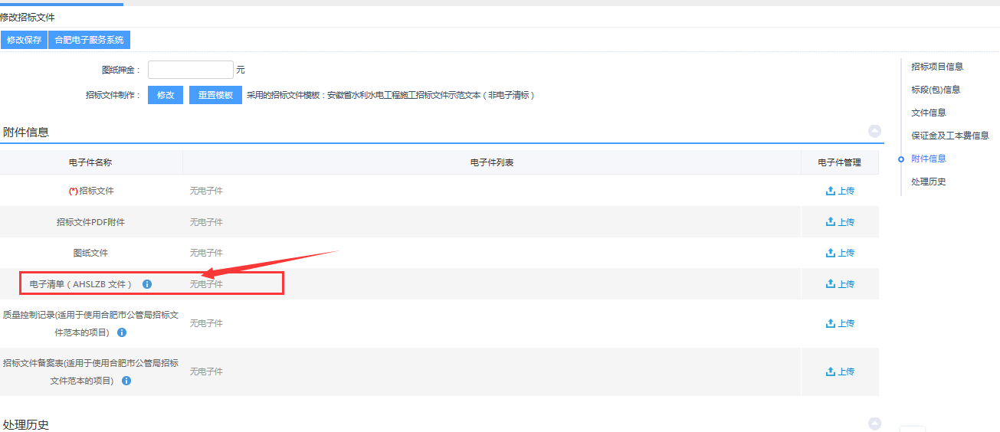 修改招标文件
修改保存 合肥电子服务系统
图纸押金： 元
招标文件制作： 修改 重置模板 采用的招标文件模板：安徽省水利水电工程施工招标文件示范文本（非电子清标）
附件信息
电子件名称 电子件列表 电子件管理
(*)招标文件 无电子件 上传
招标文件PDF附件 无电子件 上传
图纸文件 无电子件 上传
电子清单（AHSLZB 文件） 无电子件 上传
质量控制记录(适用于使用合肥市公管局招标文
件范本的项目) 无电子件 上传
招标文件备案表(适用于使用合肥市公管局招标
文件范本的项目) 无电子件 上传
处理历史
招标项目信息
标段(包)信息
文件信息
保证金及工本费信息
附件信息
处理历史